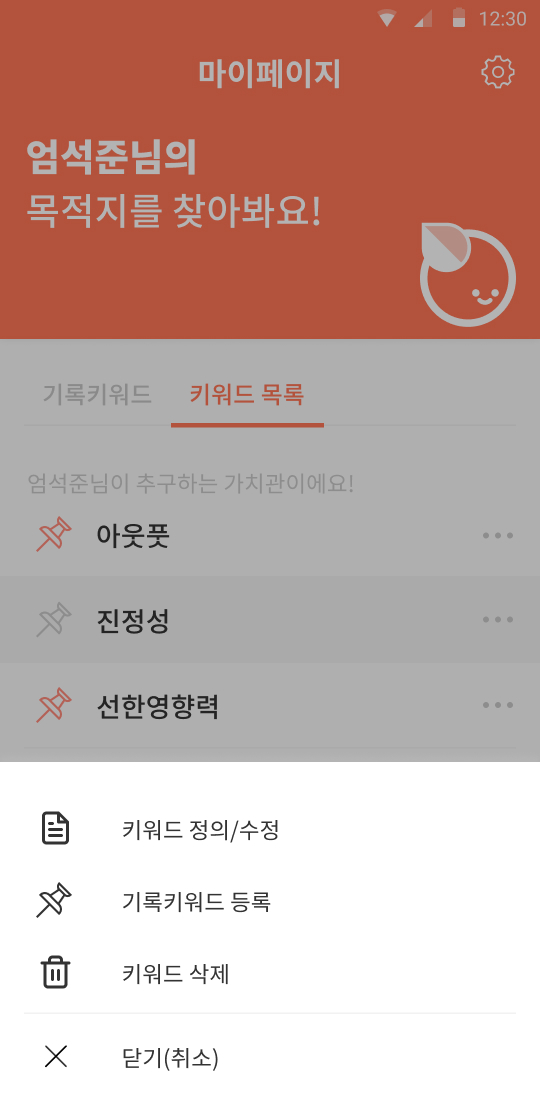 12:30
마이페이지
엄석준님의
목적지를 찾아봐요!
기록키워드 키워드 목록
엄석준님이 추구하는 가치관이에요!
아웃풋
진정성
선한영향력
키워드 정의/수정
기록키워드 등록
키워드 삭제
닫기(취소)